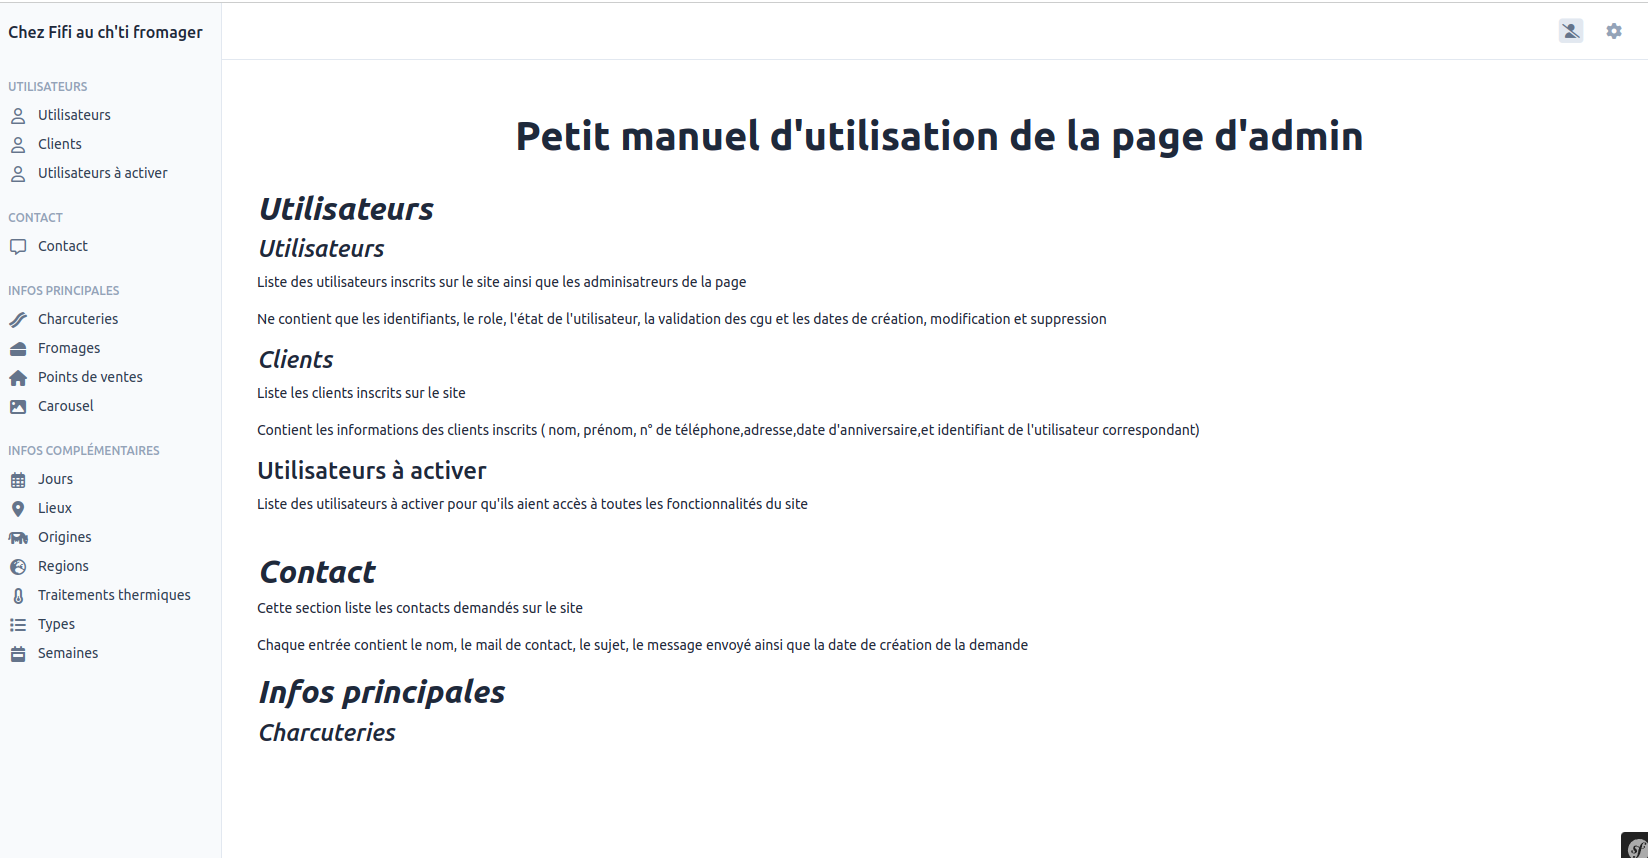 Chez Fifi au ch'ti fromager
UTILISATEURS
Utilisateurs
Clients
Utilisateurs à activer
CONTACT
Contact
INFOS PRINCIPALES
Charcuteries
Fromages
Points de ventes
Carousel
INFOS COMPLÉMENTAIRES
Jours
Lieux
Origines
Regions
Traitements thermiques
Types
Semaines
Petit manuel d'utilisation de la page d'admin
Utilisateurs
Utilisateurs
Liste des utilisateurs inscrits sur le site ainsi que les adminisatreurs de la page
Ne contient que les identifiants, le role, l'état de l'utilisateur, la validation des cgu et les dates de création, modification et suppression
Clients
Liste les clients inscrits sur le site
Contient les informations des clients inscrits ( nom, prénom, n° de téléphone,adresse,date d'anniversaire,et identifiant de l'utilisateur correspondant)
Utilisateurs à activer
Liste des utilisateurs à activer pour qu'ils aient accès à toutes les fonctionnalités du site
Contact
Cette section liste les contacts demandés sur le site
Chaque entrée contient le nom, le mail de contact, le sujet, le message envoyé ainsi que la date de création de la demande
Infos principales
Charcuteries
sf